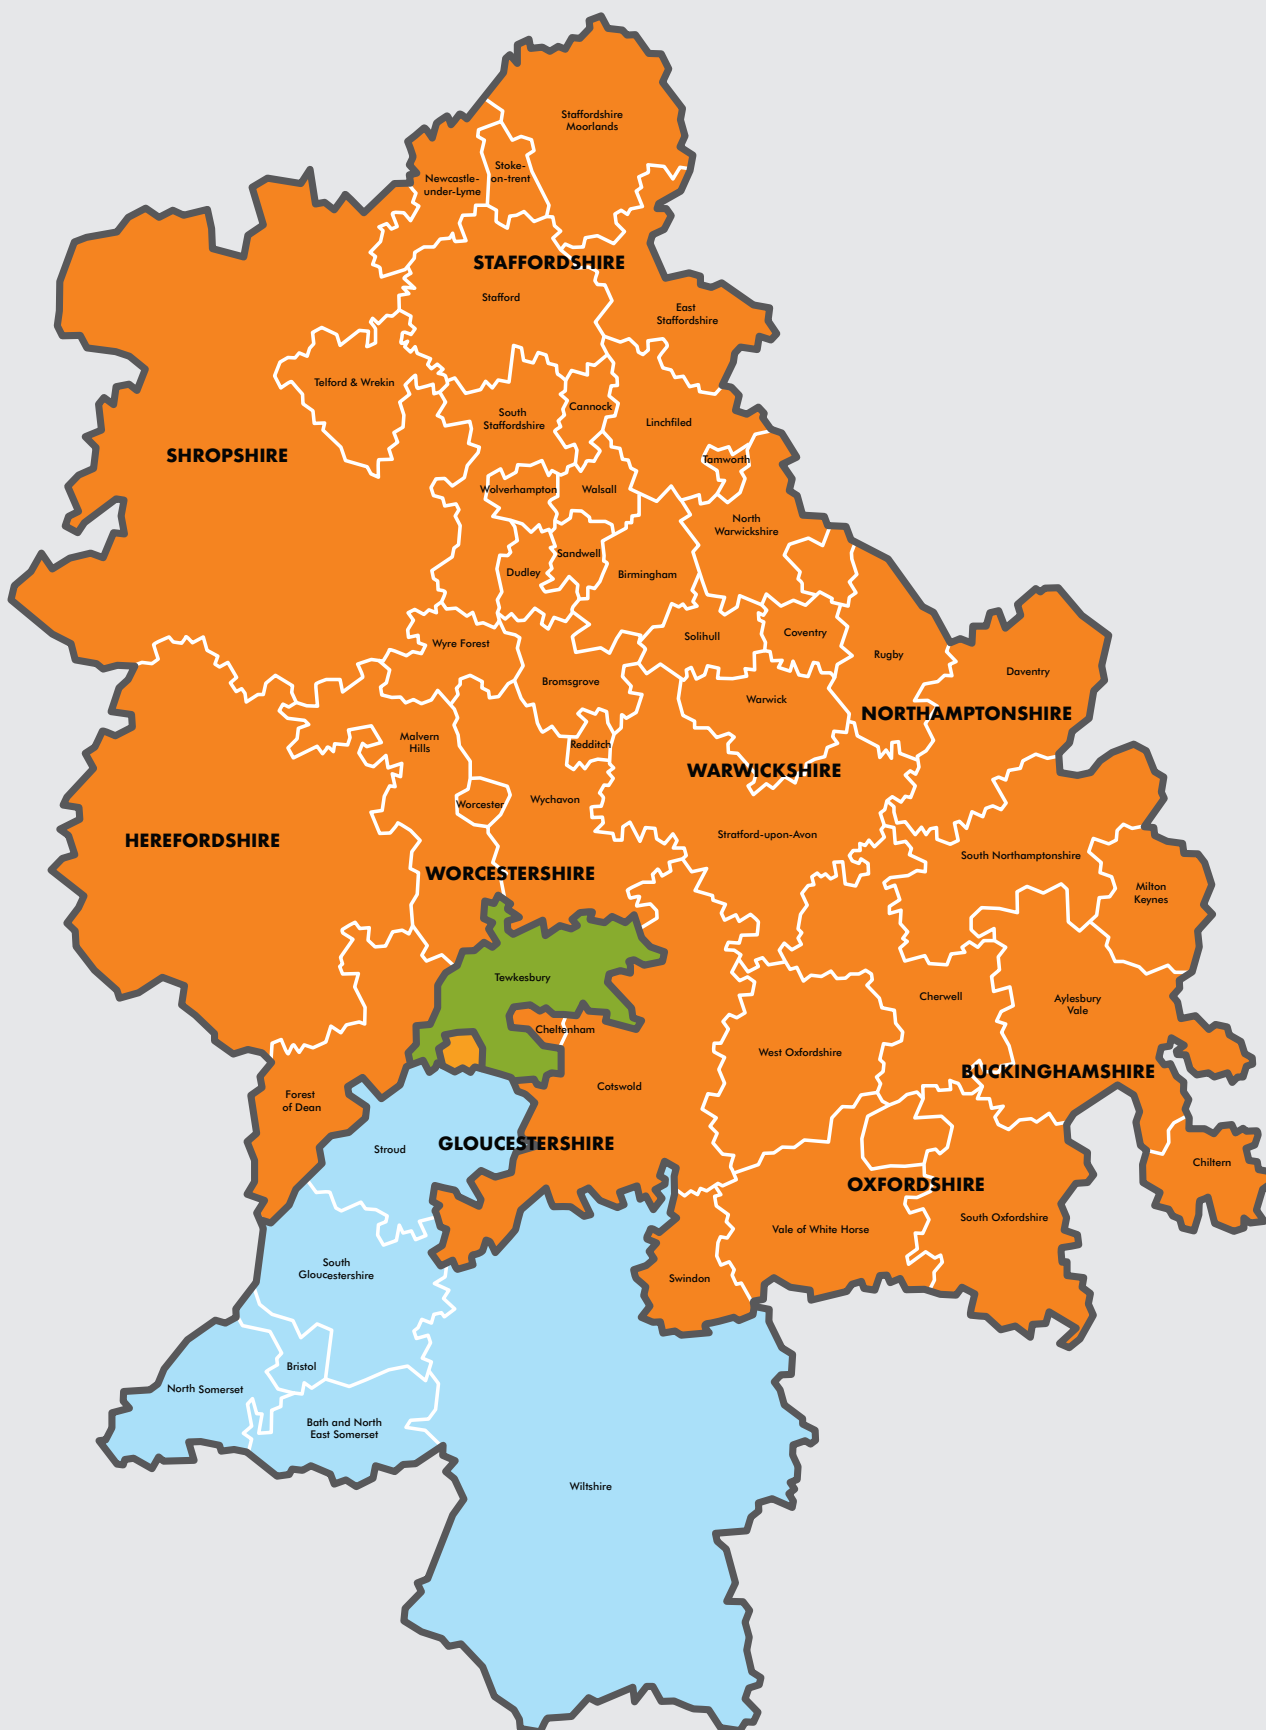 Staffordshire
Moorlands
Stoke-
on-trent
Newcastle-
under-Lyme
STAFFORDSHIRE
Stafford
East
Staffordshire
Telford & Wrekin
South
Staffordshire
Cannock
Linchfiled
SHROPSHIRE
Tamworth
Wolverhampton
Walsall
North
Warwickshire
Sandwell
Dudley
Birmingham
Wyre Forest
Solihull
Coventry
Rugby
Daventry
Bromsgrove
Warwick
NORTHAMPTONSHIRE
Malvern
Hills
Redditch
WARWICKSHIRE
Worcester
Wychavon
HEREFORDSHIRE
Stratford-upon-Avon
South Northamptonshire
WORCESTERSHIRE
Milton
Keynes
Tewkesbury
Cherwell
Aylesbury
Vale
Cheltenham
West Oxfordshire
BUCKINGHAMSHIRE
Cotswold
Forest
of Dean
Stroud
GLOUCESTERSHIRE
Chiltern
OXFORDSHIRE
South Oxfordshire
Vale of White Horse
South
Gloucestershire
Swindon
Bristol
North Somerset
Bath and North
East Somerset
Wiltshire